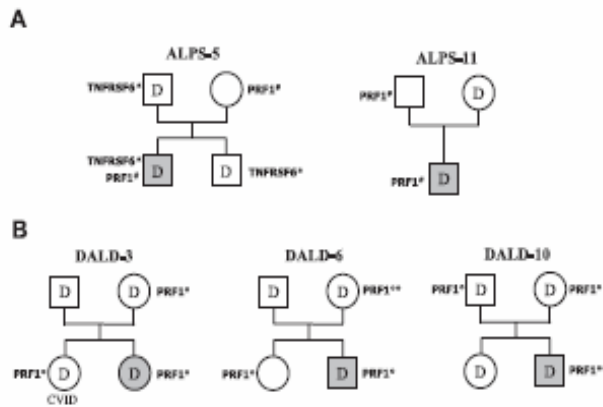 A
ALPS-5
ALPS-11
TNFRSF6* D PRF1#
PRF1# D
TNFRSF6*
PRF1# D D TNFRSF6*
PRF1# D
B
DALD-3
DALD-6
DALD-10
D D PRF1*
D D PRF1**
PRF1* D D PRF1*
PRF1* D D PRF1*
CVID
PRF1* D PRF1*
D D PRF1*